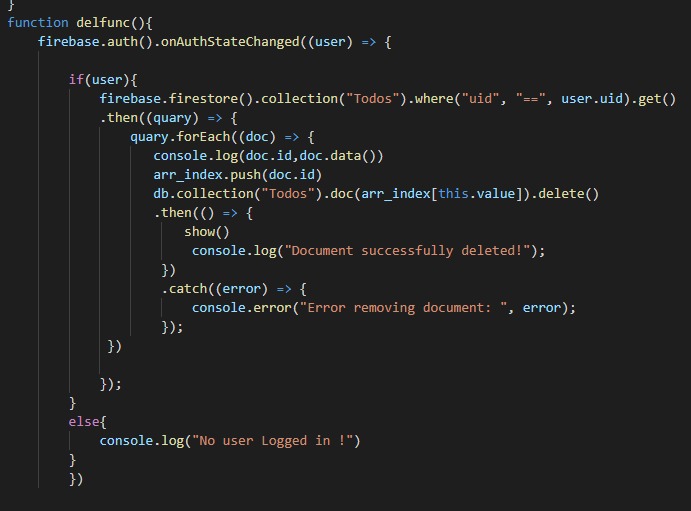 }
function delfunc(){
firebase.auth().onAuthStateChanged((user) => {
if(user){
firebase.firestore().collection("Todos").where("uid", "==", user.uid).get()
.then((quary) => {
quary.forEach((doc) => {
console.log(doc.id,doc.data())
arr_index.push(doc.id)
db.collection("Todos").doc(arr_index[this.value]).delete()
.then(() => {
show()
console.log("Document successfully deleted!");
})
.catch((error) => {
console.error("Error removing document: ", error);
});
})
});
}
else{
console.log("No user Logged in !")
}
})